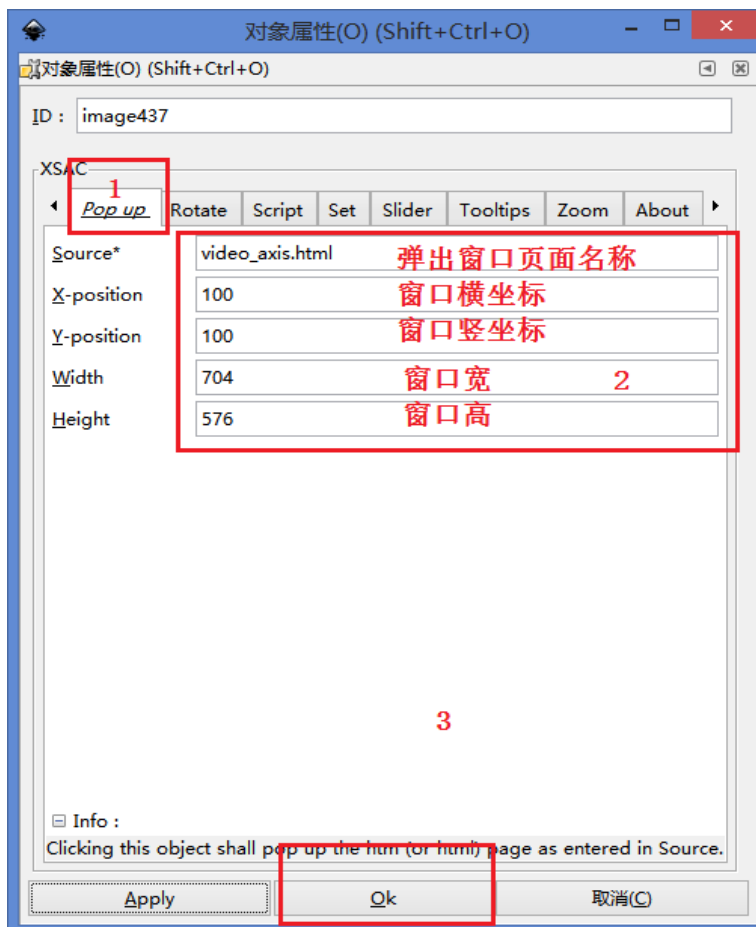 对象属性(O) (Shift+Ctrl+O)
对象属性(O) (Shift+Ctrl+O)
ID : image437
XSAC
1
Pop up Rotate Script Set Slider Tooltips Zoom About
Source* video_axis.html 弹出窗口页面名称
X-position 100 窗口横坐标
Y-position 100 窗口竖坐标
Width 704 窗口宽 2
Height 576 窗口高
3
Info :
Clicking this object shall pop up the htm (or html) page as entered in Source.
Apply Ok 取消(C)